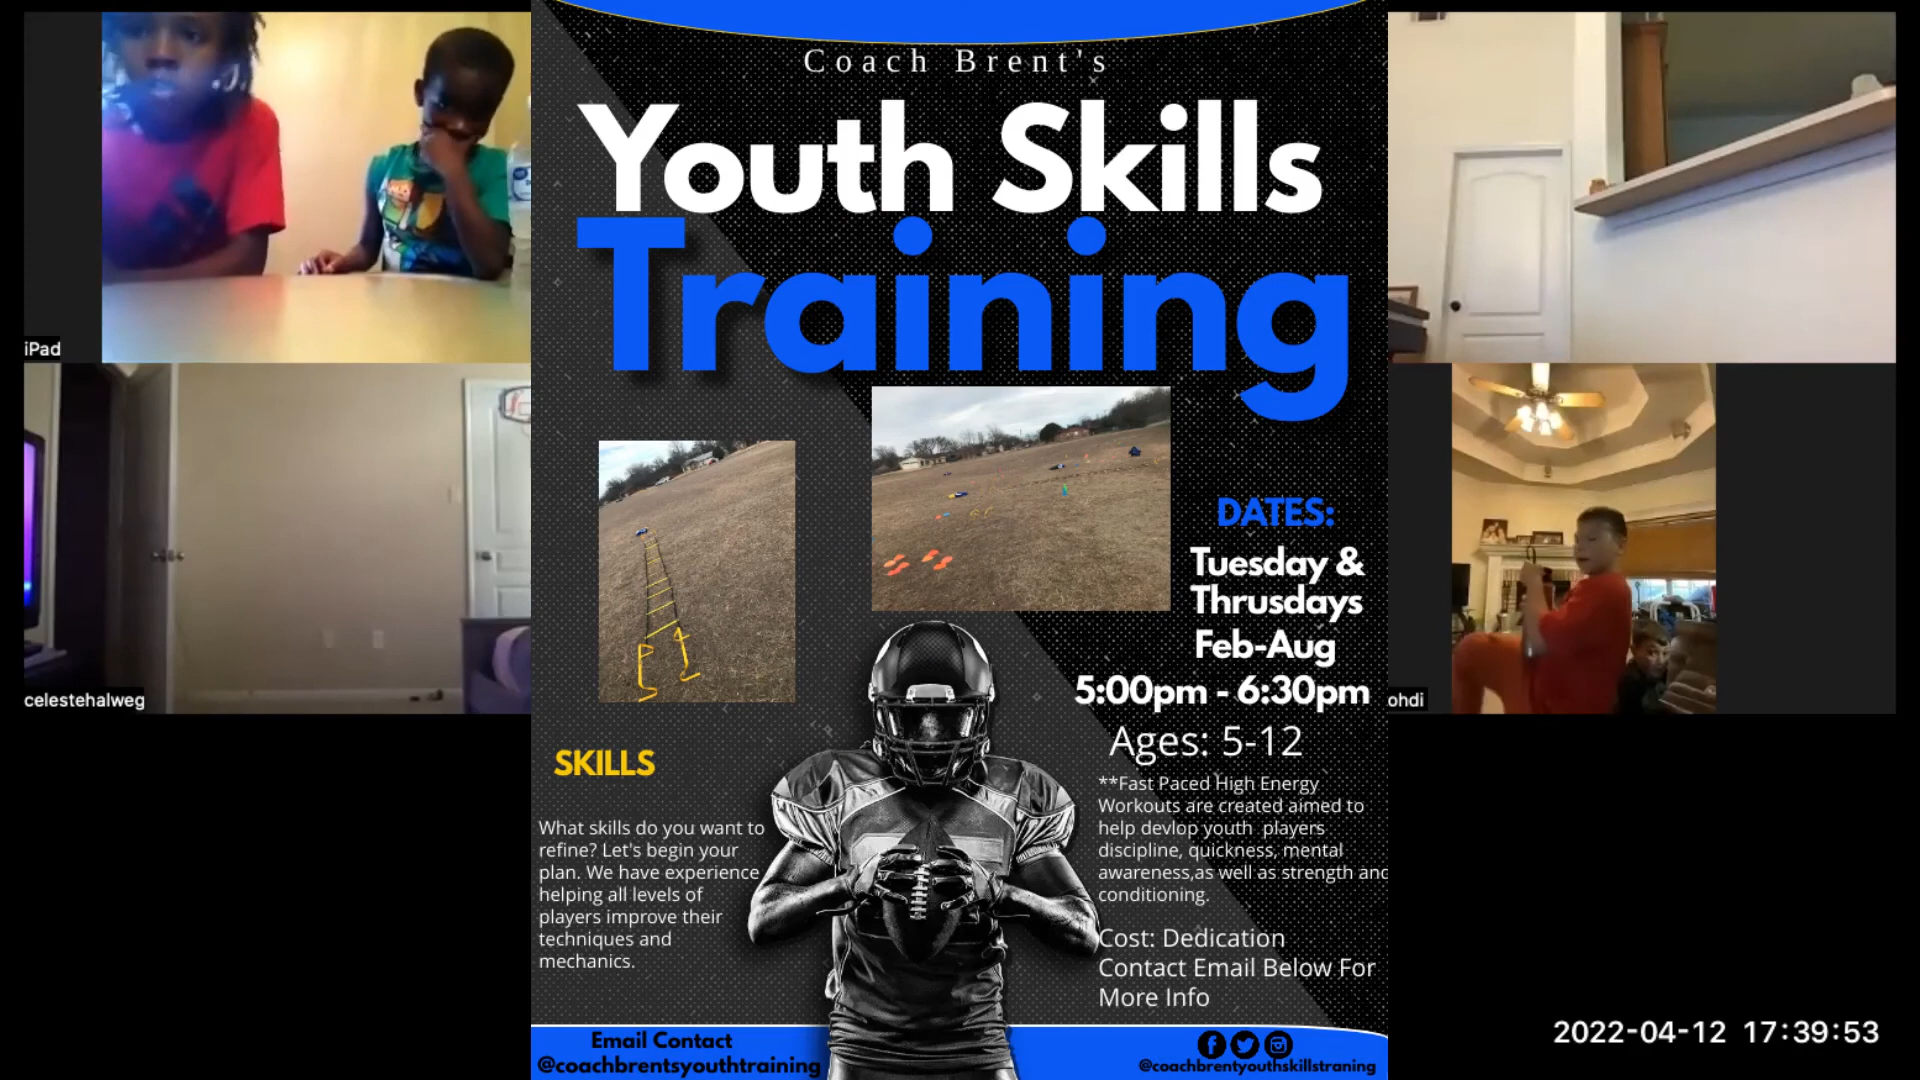 Coach Brent's
Youth Skills
Training
DATES:
Tuesday &
Thrusdays
Feb-Aug
5:00pm - 6:30pm
Ages: 5-12
**Fast Paced High Energy
Workouts are created aimed to
help devlop youth players
discipline, quickness, mental
awareness,as well as strength and
conditioning.
Cost: Dedication
Contact Email Below For
More Info
SKILLS
What skills do you want to
refine? Let's begin your
plan. We have experience
helping all levels of
players improve their
techniques and
mechanics.
Email Contact
@coachbrentsyouthtraining
@coachbrentyouthskillstraning
iPad
celestehalweg
ohdi
2022-04-12 17:39:53